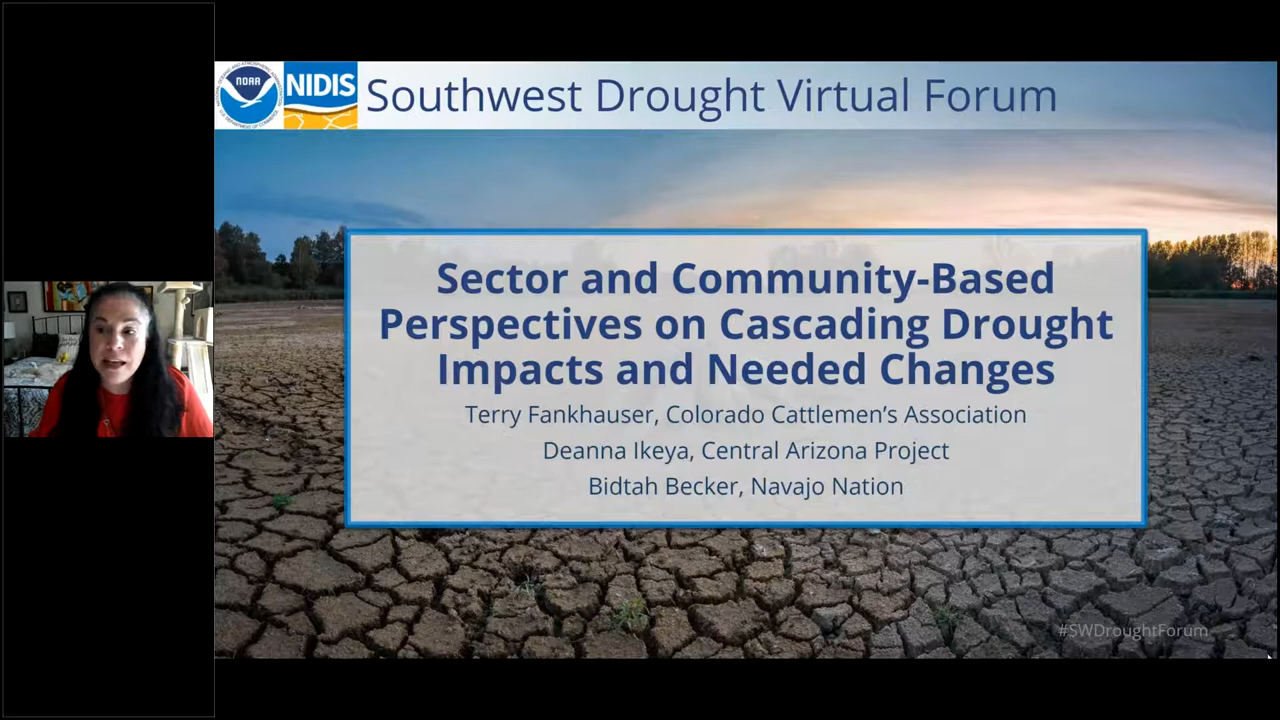 NOAA
NIDIS
Southwest Drought Virtual Forum
Sector and Community-Based
Perspectives on Cascading Drought
Impacts and Needed Changes
Terry Fankhauser, Colorado Cattlemen's Association
Deanna Ikeya, Central Arizona Project
Bidtah Becker, Navajo Nation
#SWDroughtForum